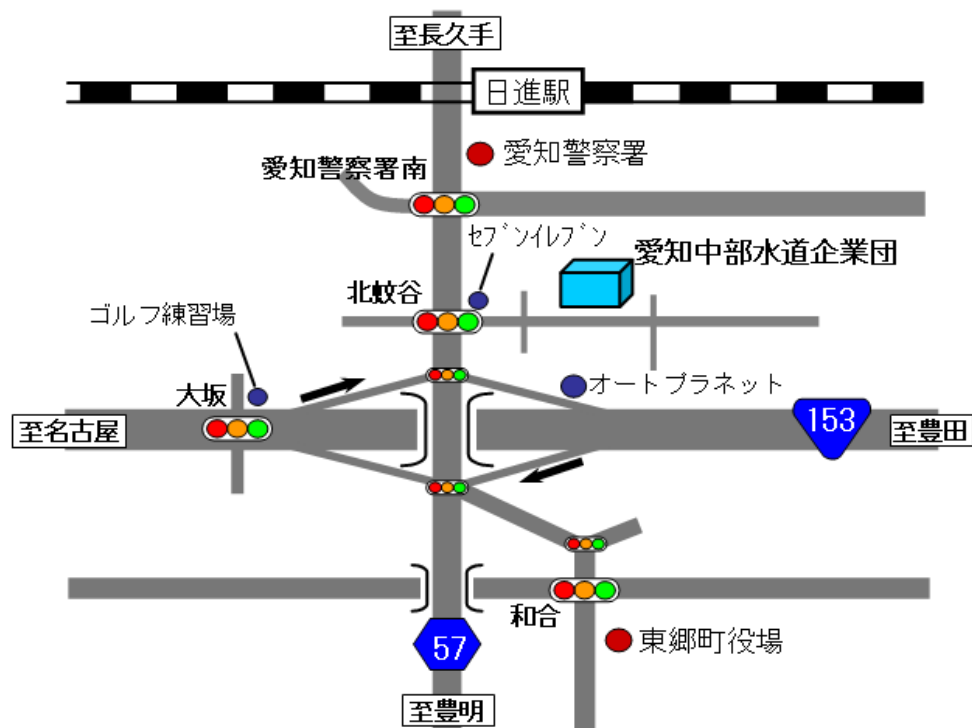 至長久手
日進駅
愛知警察署
愛知警察署南
ｾﾌﾞﾝｲﾚﾌﾞﾝ
愛知中部水道企業団
北蚊谷
ゴルフ練習場
オートプラネット
大坂
153
至名古屋
至豊田
和合
57
東郷町役場
至豊明